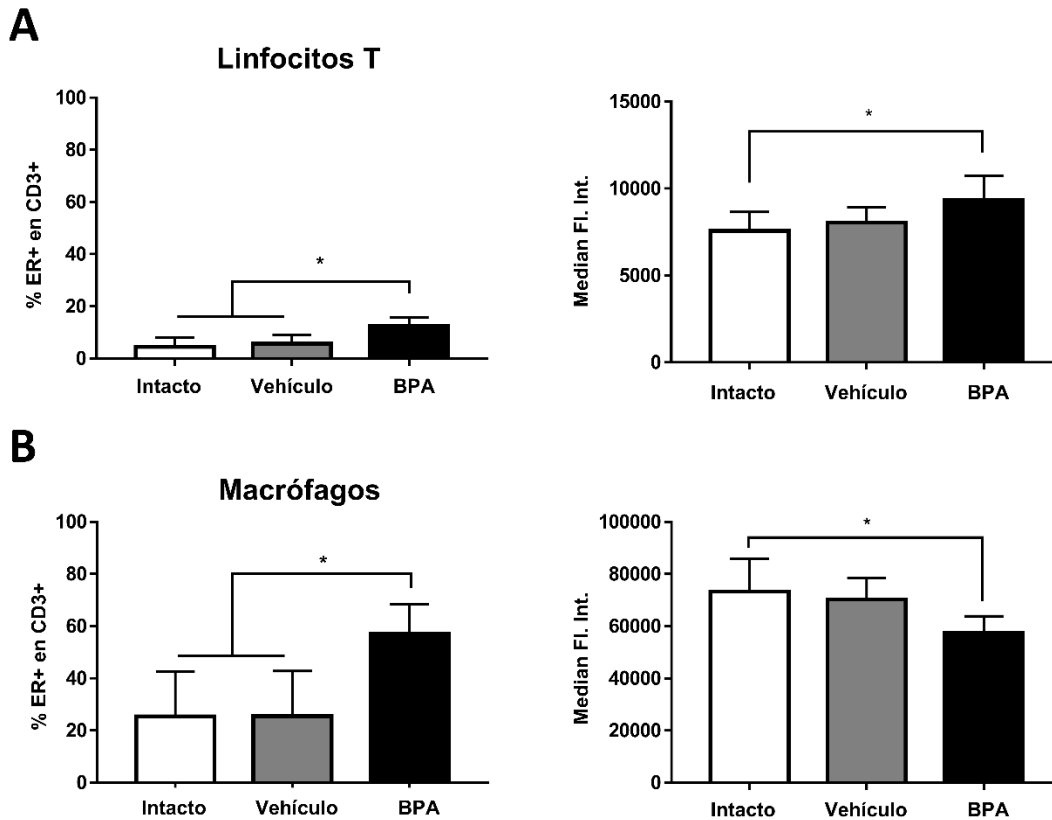 A
Linfocitos T
% ER+ en CD3+
100
80
60
40
20
0
*
Intacto
Vehículo
BPA
Median Fl. Int.
15000
10000
5000
0
*
Intacto
Vehículo
BPA
B
Macrófagos
% ER+ en CD3+
100
80
60
40
20
0
*
Intacto
Vehículo
BPA
Median Fl. Int.
100000
80000
60000
40000
20000
0
*
Intacto
Vehículo
BPA